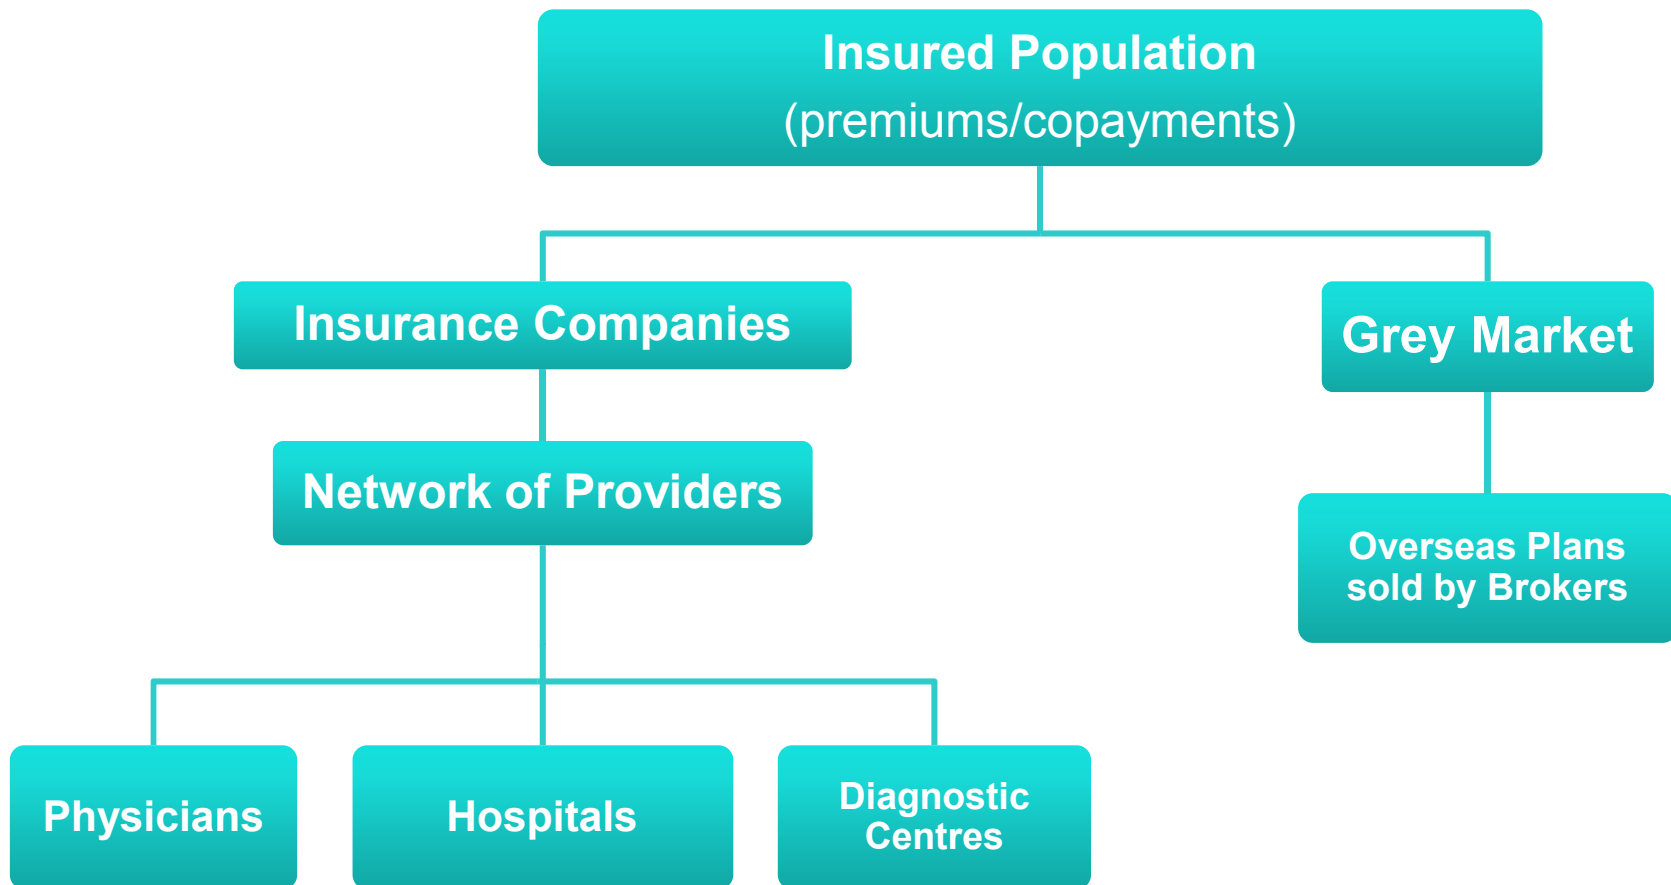 Insured Population
(premiums/copayments)
Insurance Companies
Grey Market
Network of Providers
Overseas Plans
sold by Brokers
Physicians
Hospitals
Diagnostic
Centres